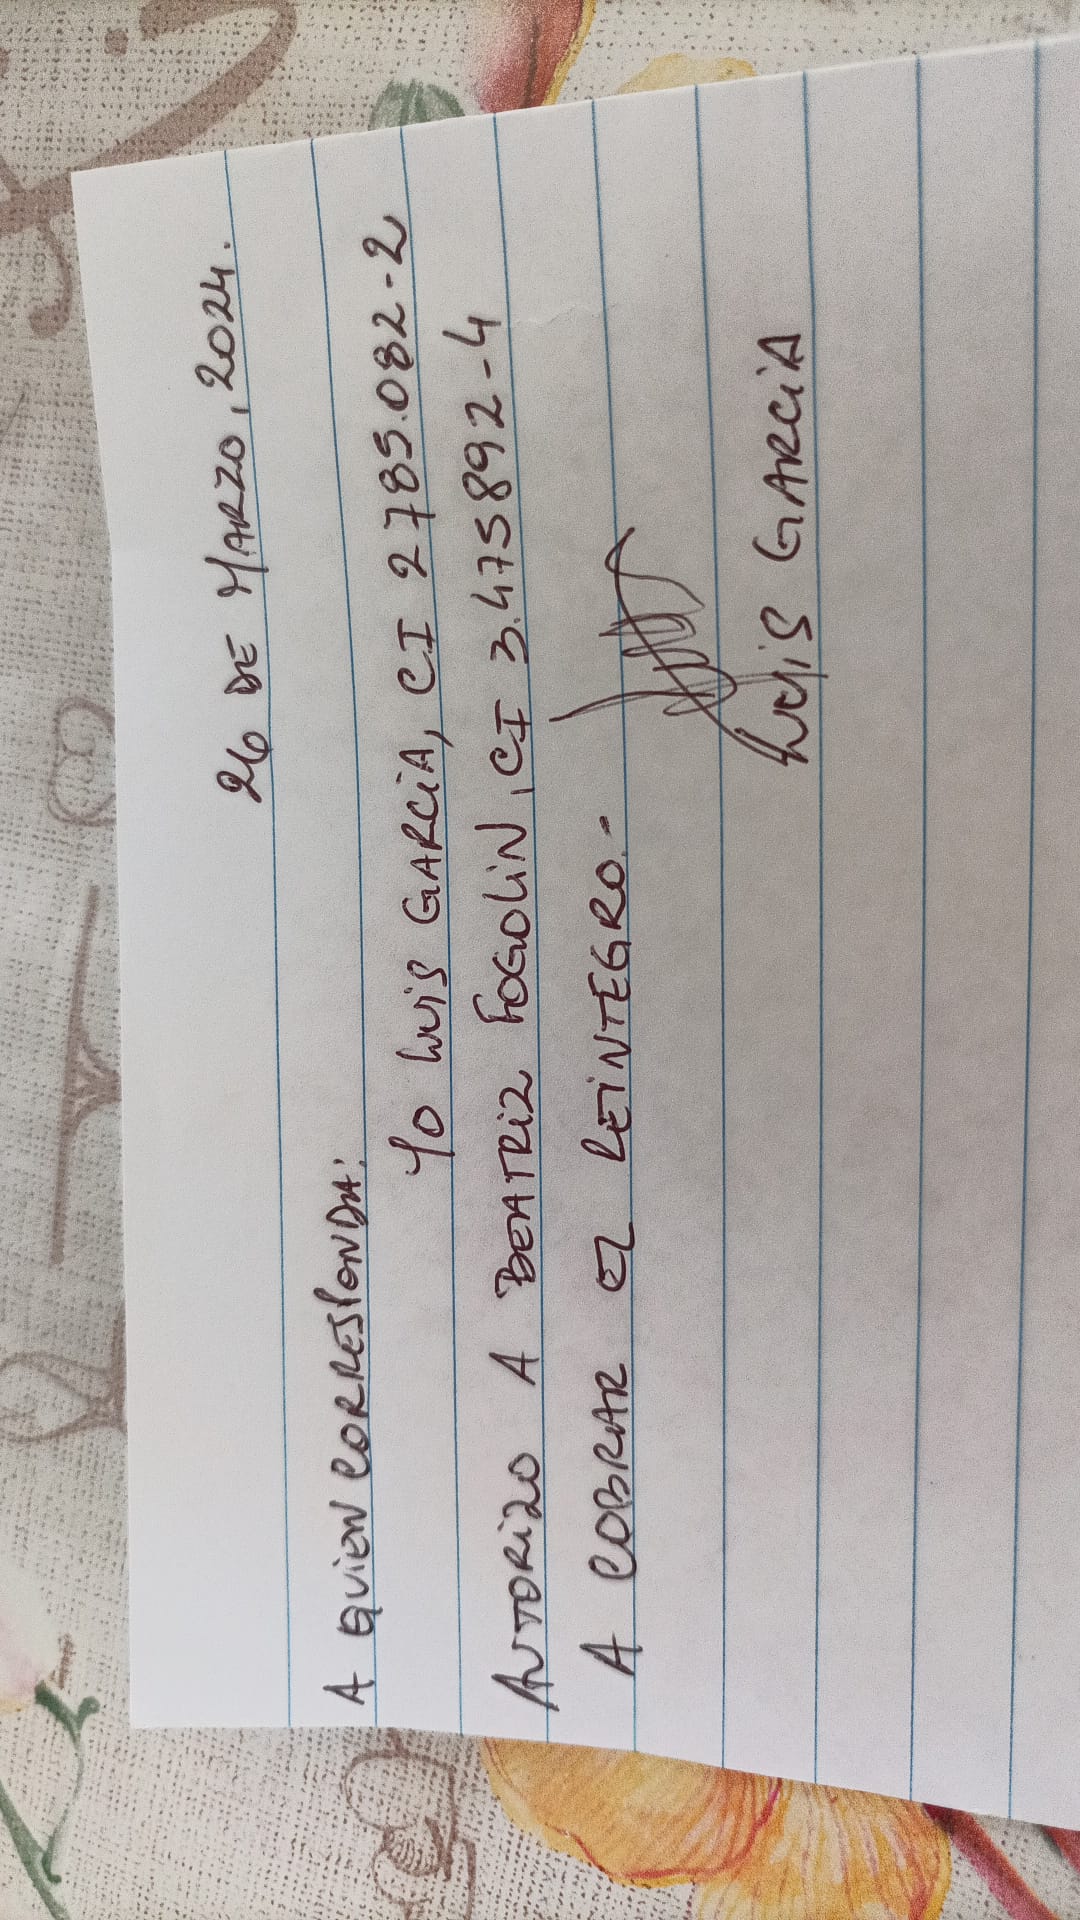 26 DE MARZO, 2024.
A QUIEN CORRESPONDA:
YO LUIS GARCIA, CI 2785.082-2
AUTORIZO A BEATRIZ FOGOLIN, CI 3.475892-4
A COBRAR EL REINTEGRO.-
LUIS GARCIA